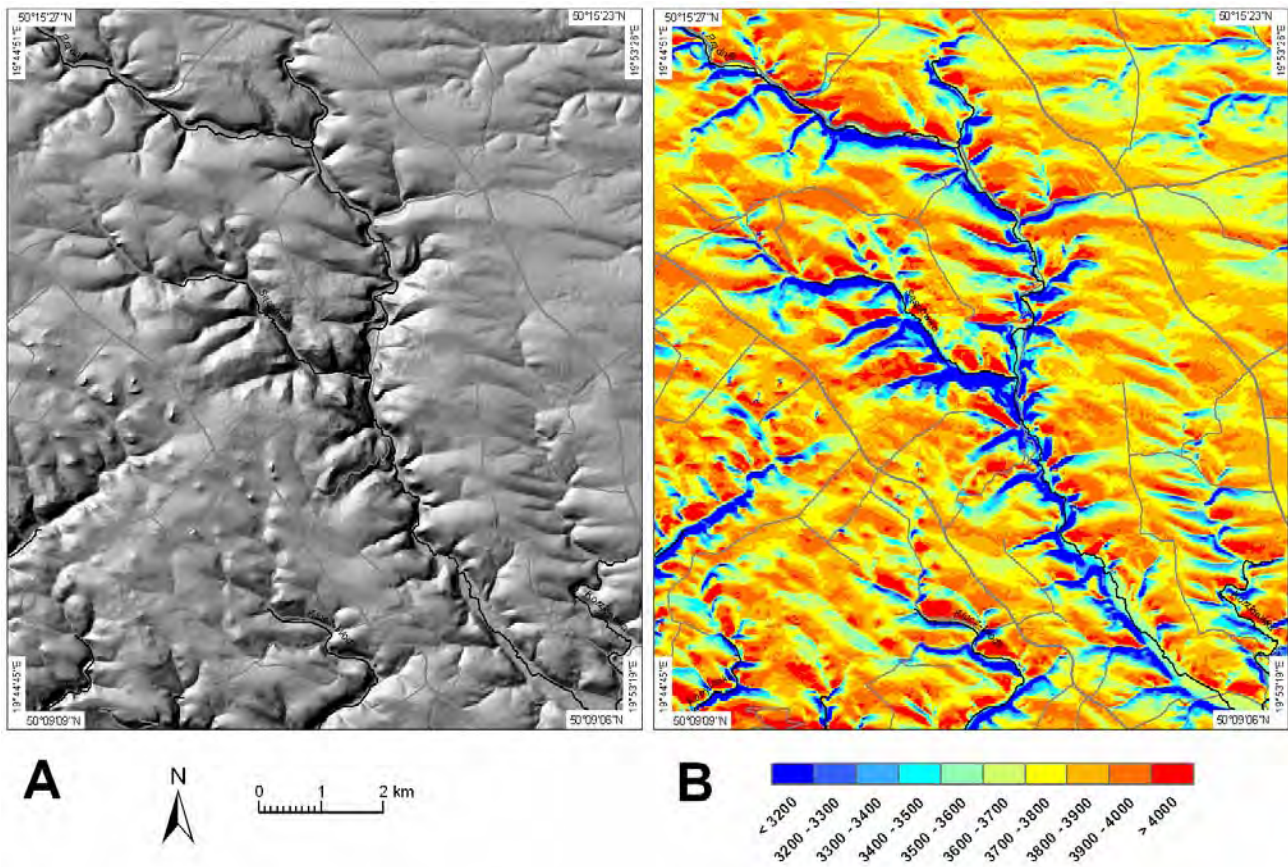 50°15'27"N
50°15'23"N
19°44'51"E
19°53'28"E
19°44'45"E
19°53'19"E
50°09'09"N
50°09'06"N
50°15'27"N
50°15'23"N
19°44'51"E
19°53'28"E
19°44'45"E
19°53'19"E
50°09'09"N
50°09'06"N
A
N
0 1 2 km
B
< 3200
3200 - 3300
3300 - 3400
3400 - 3500
3500 - 3600
3600 - 3700
3700 - 3800
3800 - 3900
3900 - 4000
> 4000